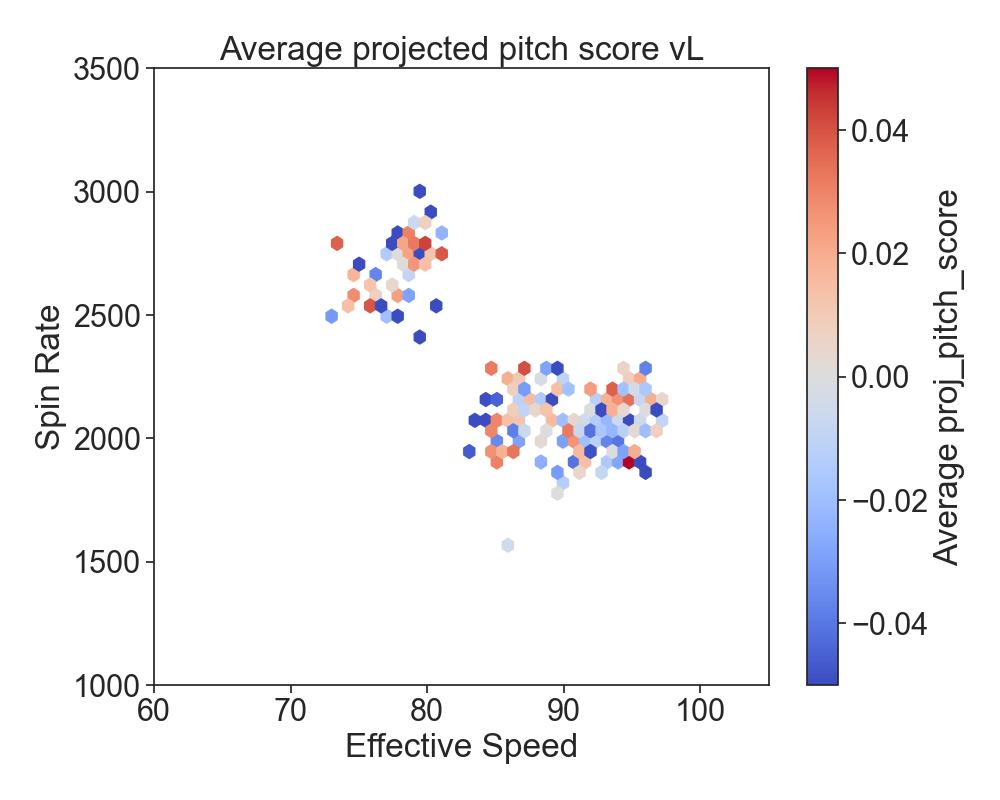 Average projected pitch score vL
3500
3000
2500
2000
1500
1000
Spin Rate
60 70 80 90 100
Effective Speed
0.04
0.02
0.00
−0.02
−0.04
Average proj_pitch_score